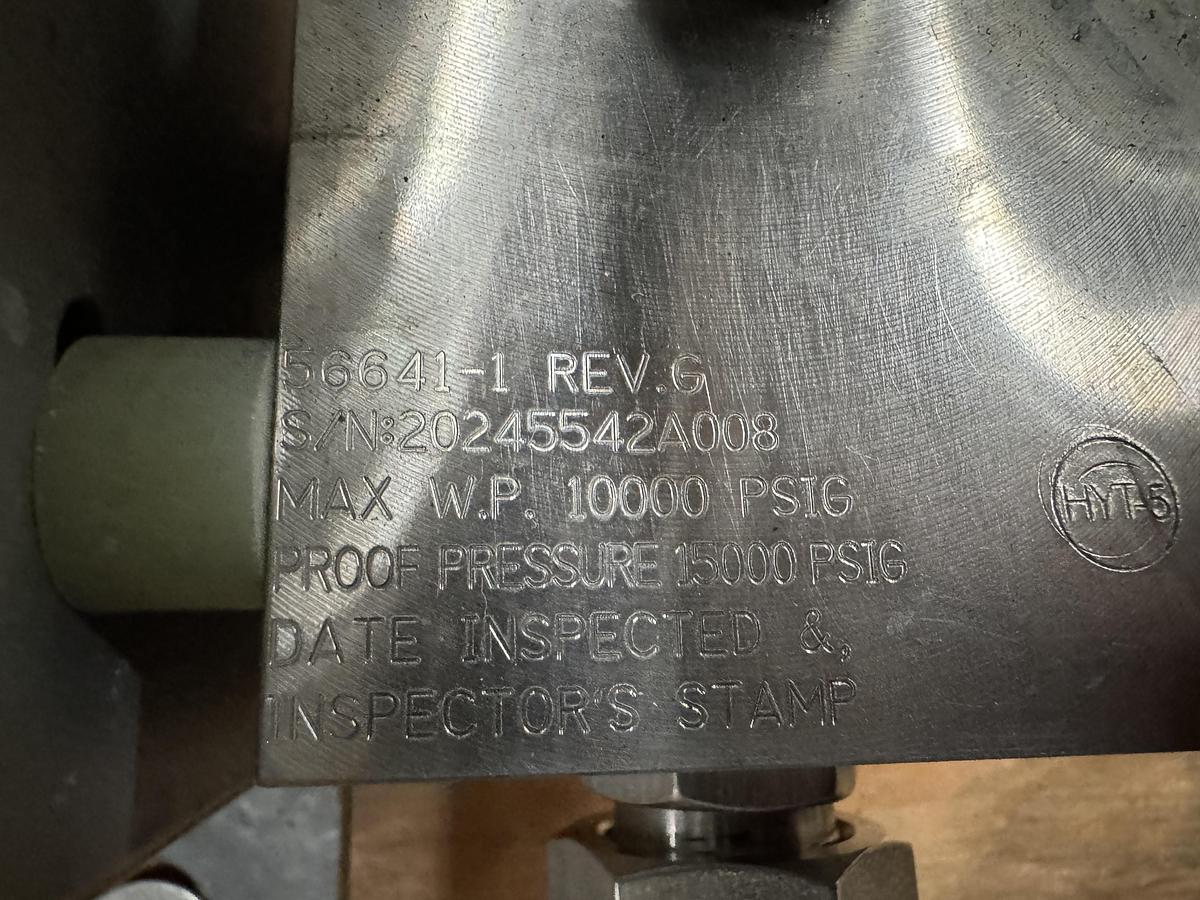 56641-1 REV.G
S/N:20245542A008
MAX W.P. 10000 PSIG
PROOF PRESSURE 15000 PSIG
DATE INSPECTED &,
INSPECTOR'S STAMP
HYT-5